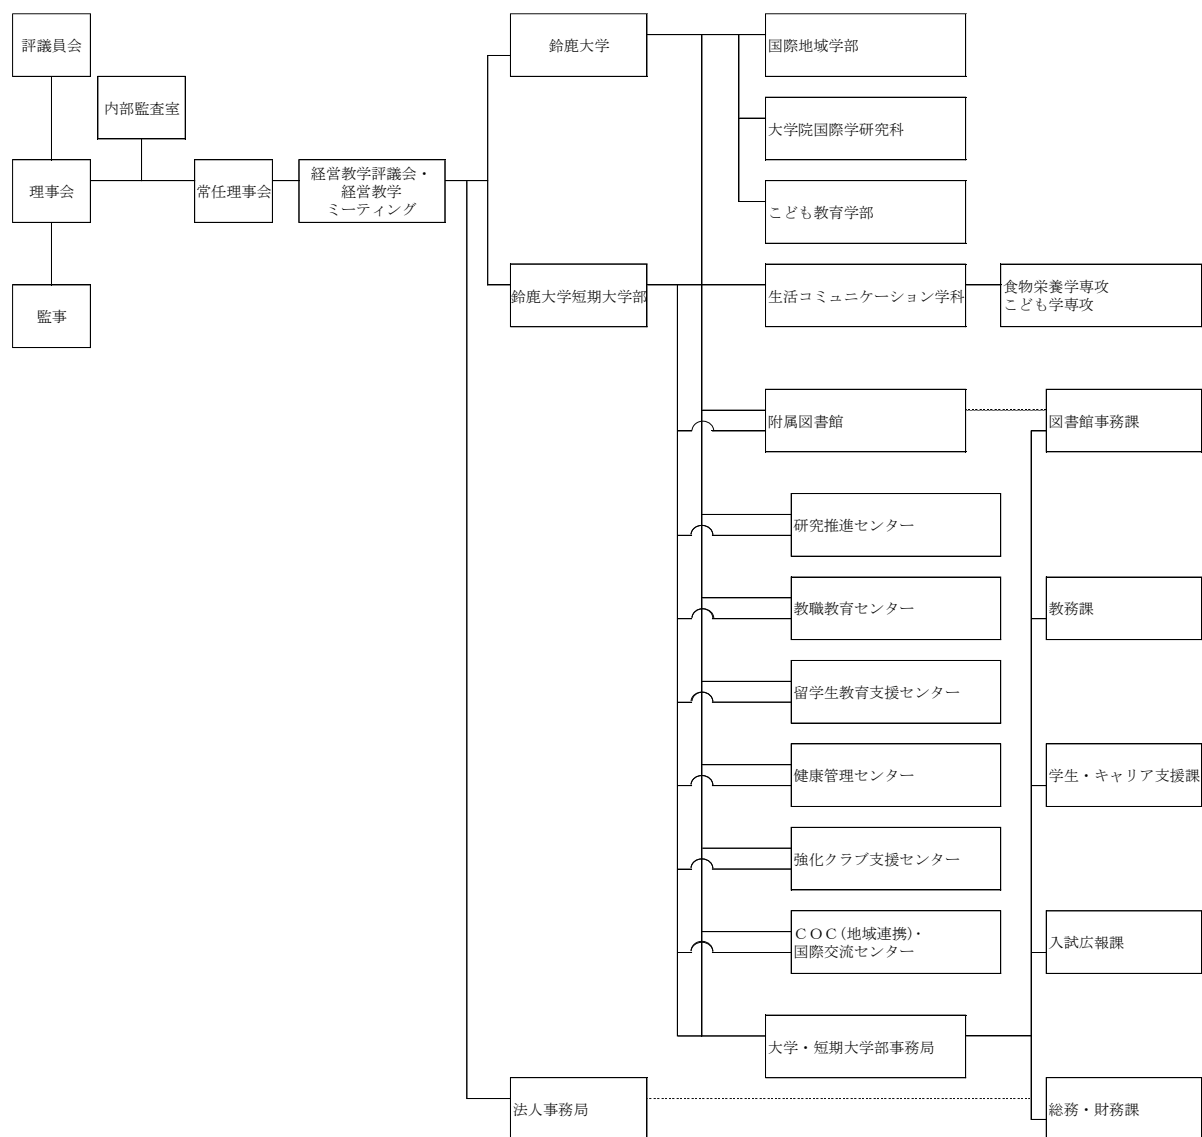 評議員会
内部監査室
理事会
常任理事会
経営教学評議会・
経営教学
ミーティング
監事
鈴鹿大学
国際地域学部
大学院国際学研究科
こども教育学部
鈴鹿大学短期大学部
生活コミュニケーション学科
食物栄養学専攻
こども学専攻
附属図書館
図書館事務課
研究推進センター
教職教育センター
教務課
留学生教育支援センター
健康管理センター
学生・キャリア支援課
強化クラブ支援センター
ＣＯＣ(地域連携)・
国際交流センター
入試広報課
大学・短期大学部事務局
法人事務局
総務・財務課